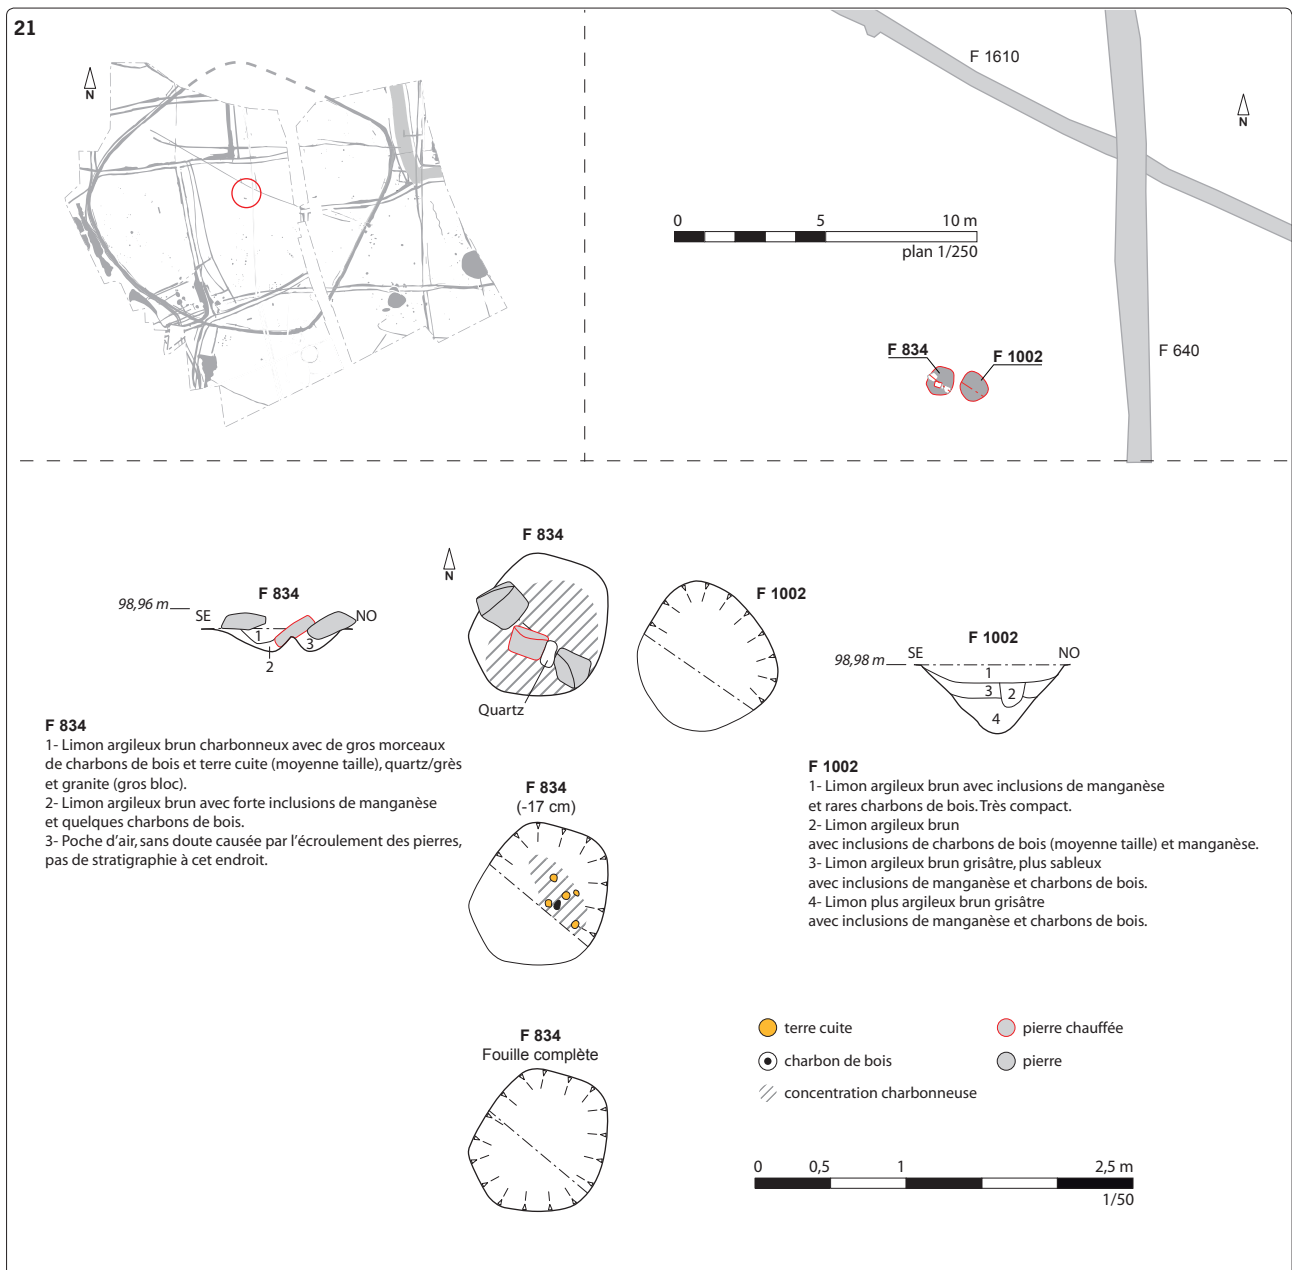 21
N
F 1610
N
0 5 10 m
plan 1/250
F 834
F 1002
F 640
F 834
98,96 m
SE
NO
1
2
3
N
F 834
Quartz
F 1002
F 1002
98,98 m
SE
NO
1
3
2
4
F 834
1- Limon argileux brun charbonneux avec de gros morceaux
de charbons de bois et terre cuite (moyenne taille), quartz/grès
et granite (gros bloc).
2- Limon argileux brun avec forte inclusions de manganèse
et quelques charbons de bois.
3- Poche d'air, sans doute causée par l'écroulement des pierres,
pas de stratigraphie à cet endroit.
F 834
(-17 cm)
F 1002
1- Limon argileux brun avec inclusions de manganèse
et rares charbons de bois. Très compact.
2- Limon argileux brun
avec inclusions de charbons de bois (moyenne taille) et manganèse.
3- Limon argileux brun grisâtre, plus sableux
avec inclusions de manganèse et charbons de bois.
4- Limon plus argileux brun grisâtre
avec inclusions de manganèse et charbons de bois.
F 834
Fouille complète
terre cuite
charbon de bois
concentration charbonneuse
pierre chauffée
pierre
0 0,5 1 2,5 m
1/50